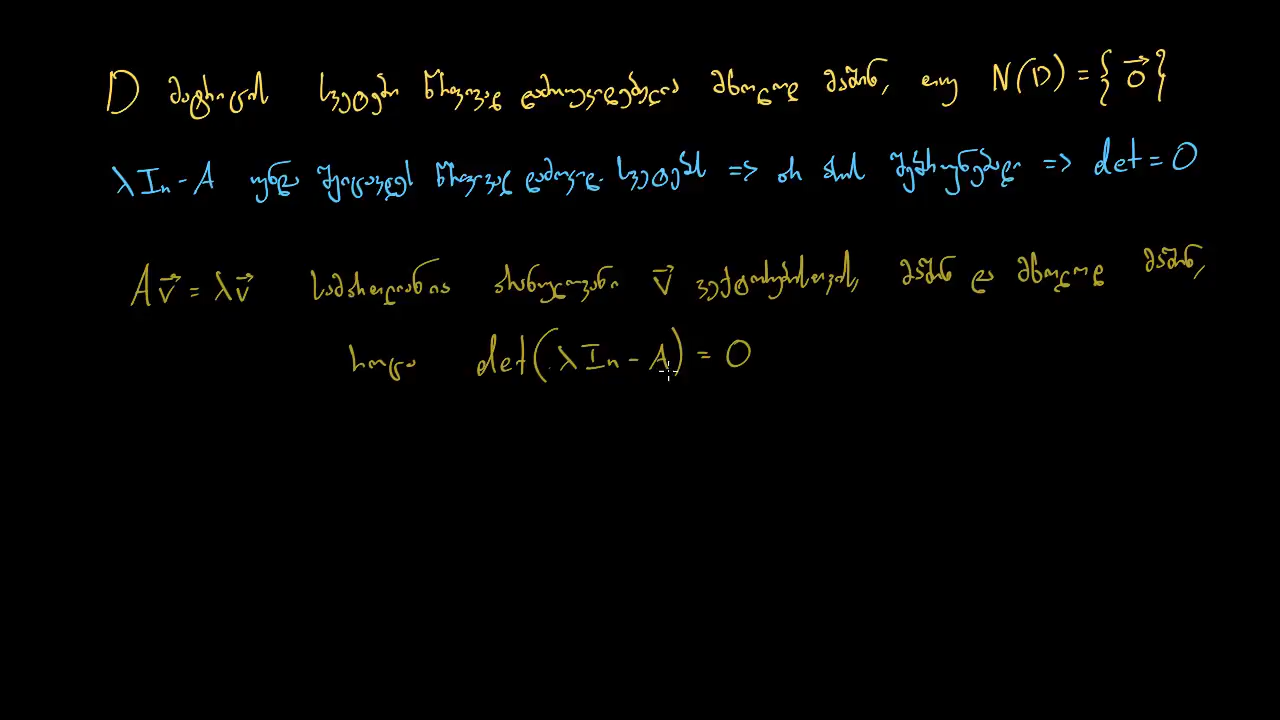 D მატრიცის სვეტები წრფივად დამოუკიდებელია მხოლოდ მაშინ, თუ N(D) = {0⃗}
λIn - A უნდა შეიცავდეს წრფივად დამოკიდ. სვეტებს => არ არის შებრუნებადი => det = 0
Av⃗ = λv⃗ სამართლიანია არანულოვანი v⃗ ვექტორებისთვის, მაშინ და მხოლოდ მაშინ,
როცა det(λIn - A) = 0